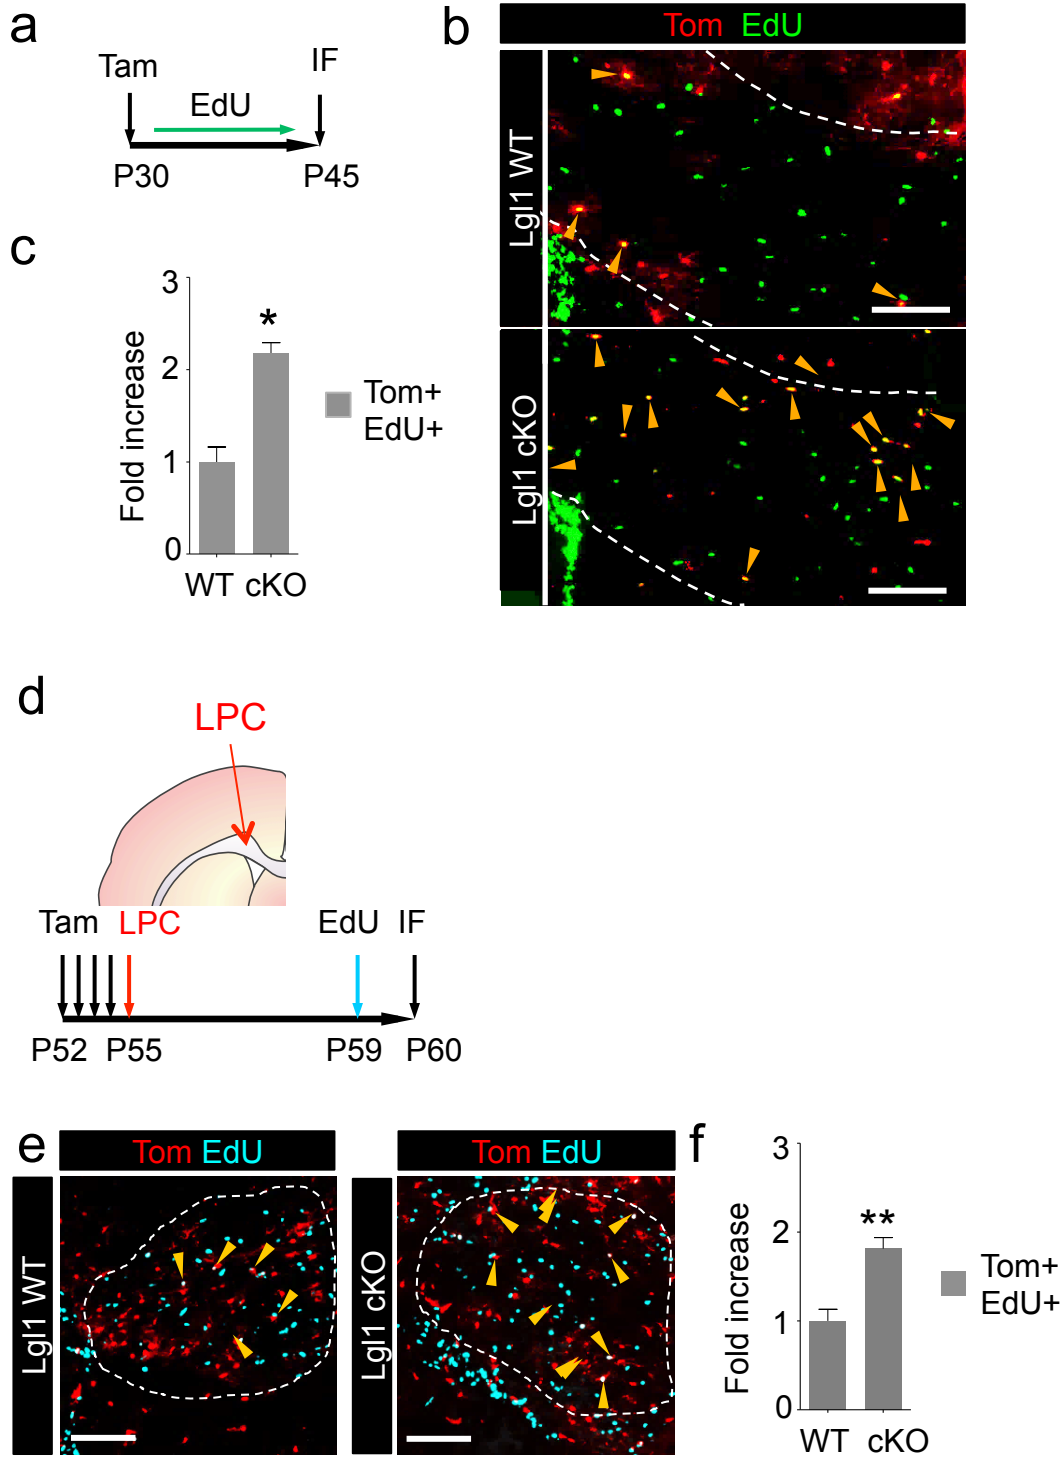 a
Tam
IF
EdU
P30
P45
b
Tom EdU
Lgl1 WT
Lgl1 cKO
c
Fold increase
3
2
1
0
*
WT cKO
Tom+
EdU+
d
LPC
Tam LPC EdU IF
P52 P55 P59 P60
e
Tom EdU
Lgl1 WT
Tom EdU
Lgl1 cKO
f
Fold increase
3
2
1
0
**
WT cKO
Tom+
EdU+